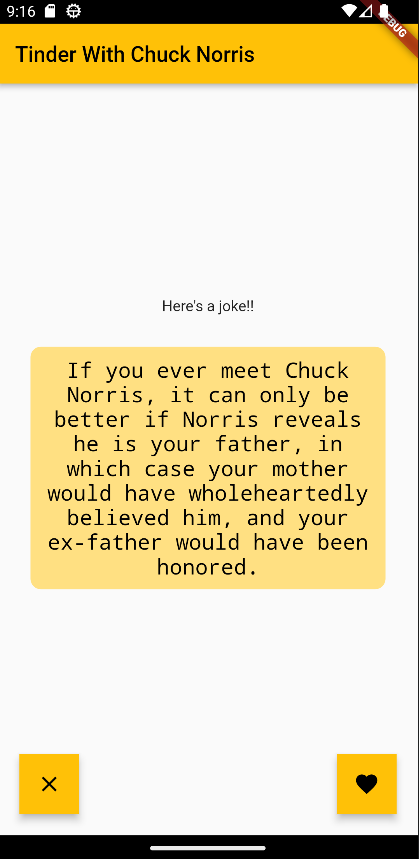 9:16
DEBUG
Tinder With Chuck Norris
Here's a joke!!
If you ever meet Chuck
Norris, it can only be
better if Norris reveals
he is your father, in
which case your mother
would have wholeheartedly
believed him, and your
ex-father would have been
honored.